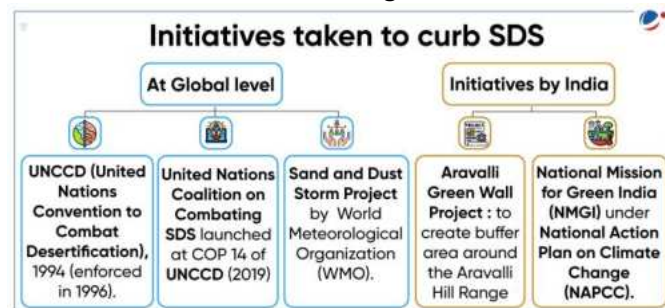 Initiatives taken to curb SDS
At Global level
Initiatives by India
UNCCD (United
Nations
Convention to
Combat
Desertification),
1994 (enforced
in 1996).
United Nations
Coalition on
Combating
SDS launched
at COP 14 of
UNCCD (2019)
Sand and Dust
Storm Project
by World
Meteorological
Organization
(WMO).
Aravalli
Green Wall
Project : to
create buffer
area around
the Aravalli
Hill Range
National Mission
for Green India
(NMGI) under
National Action
Plan on Climate
Change
(NAPCC).